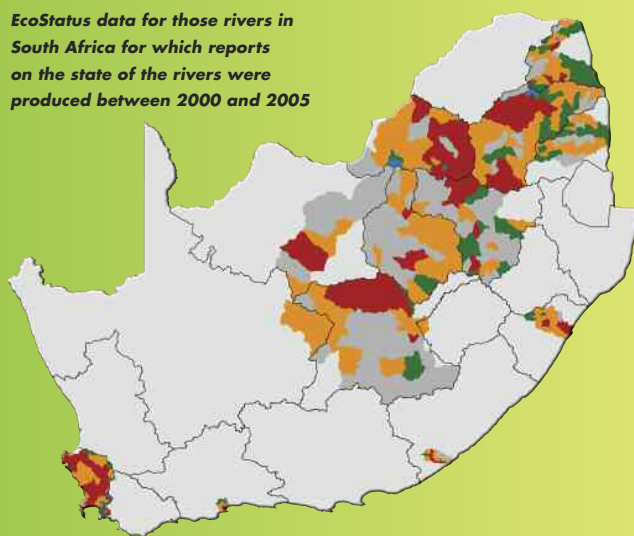 EcoStatus data for those rivers in
South Africa for which reports
on the state of the rivers were
produced between 2000 and 2005